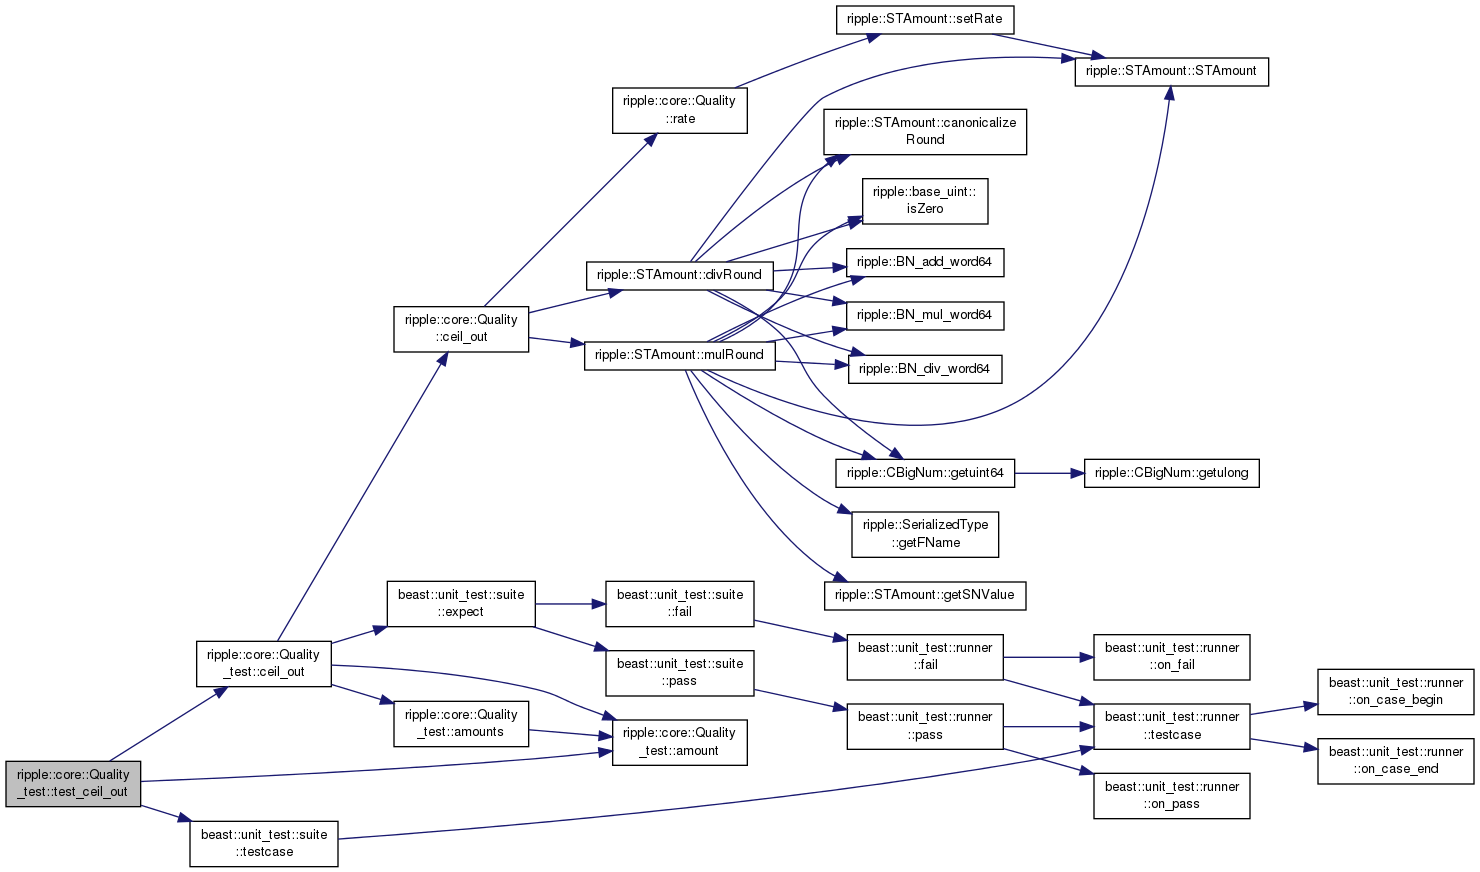 ripple::STAmount::setRate
ripple::STAmount::STAmount
ripple::core::Quality
::rate
ripple::STAmount::canonicalize
Round
ripple::base_uint::
isZero
ripple::STAmount::divRound
ripple::BN_add_word64
ripple::BN_mul_word64
ripple::core::Quality
::ceil_out
ripple::STAmount::mulRound
ripple::BN_div_word64
ripple::CBigNum::getuint64
ripple::CBigNum::getulong
ripple::SerializedType
::getFName
ripple::STAmount::getSNValue
beast::unit_test::suite
::expect
beast::unit_test::suite
::fail
ripple::core::Quality
_test::ceil_out
beast::unit_test::runner
::fail
beast::unit_test::runner
::on_fail
beast::unit_test::suite
::pass
beast::unit_test::runner
::on_case_begin
ripple::core::Quality
_test::amounts
ripple::core::Quality
_test::amount
beast::unit_test::runner
::pass
beast::unit_test::runner
::testcase
beast::unit_test::runner
::on_case_end
ripple::core::Quality
_test::test_ceil_out
beast::unit_test::runner
::on_pass
beast::unit_test::suite
::testcase